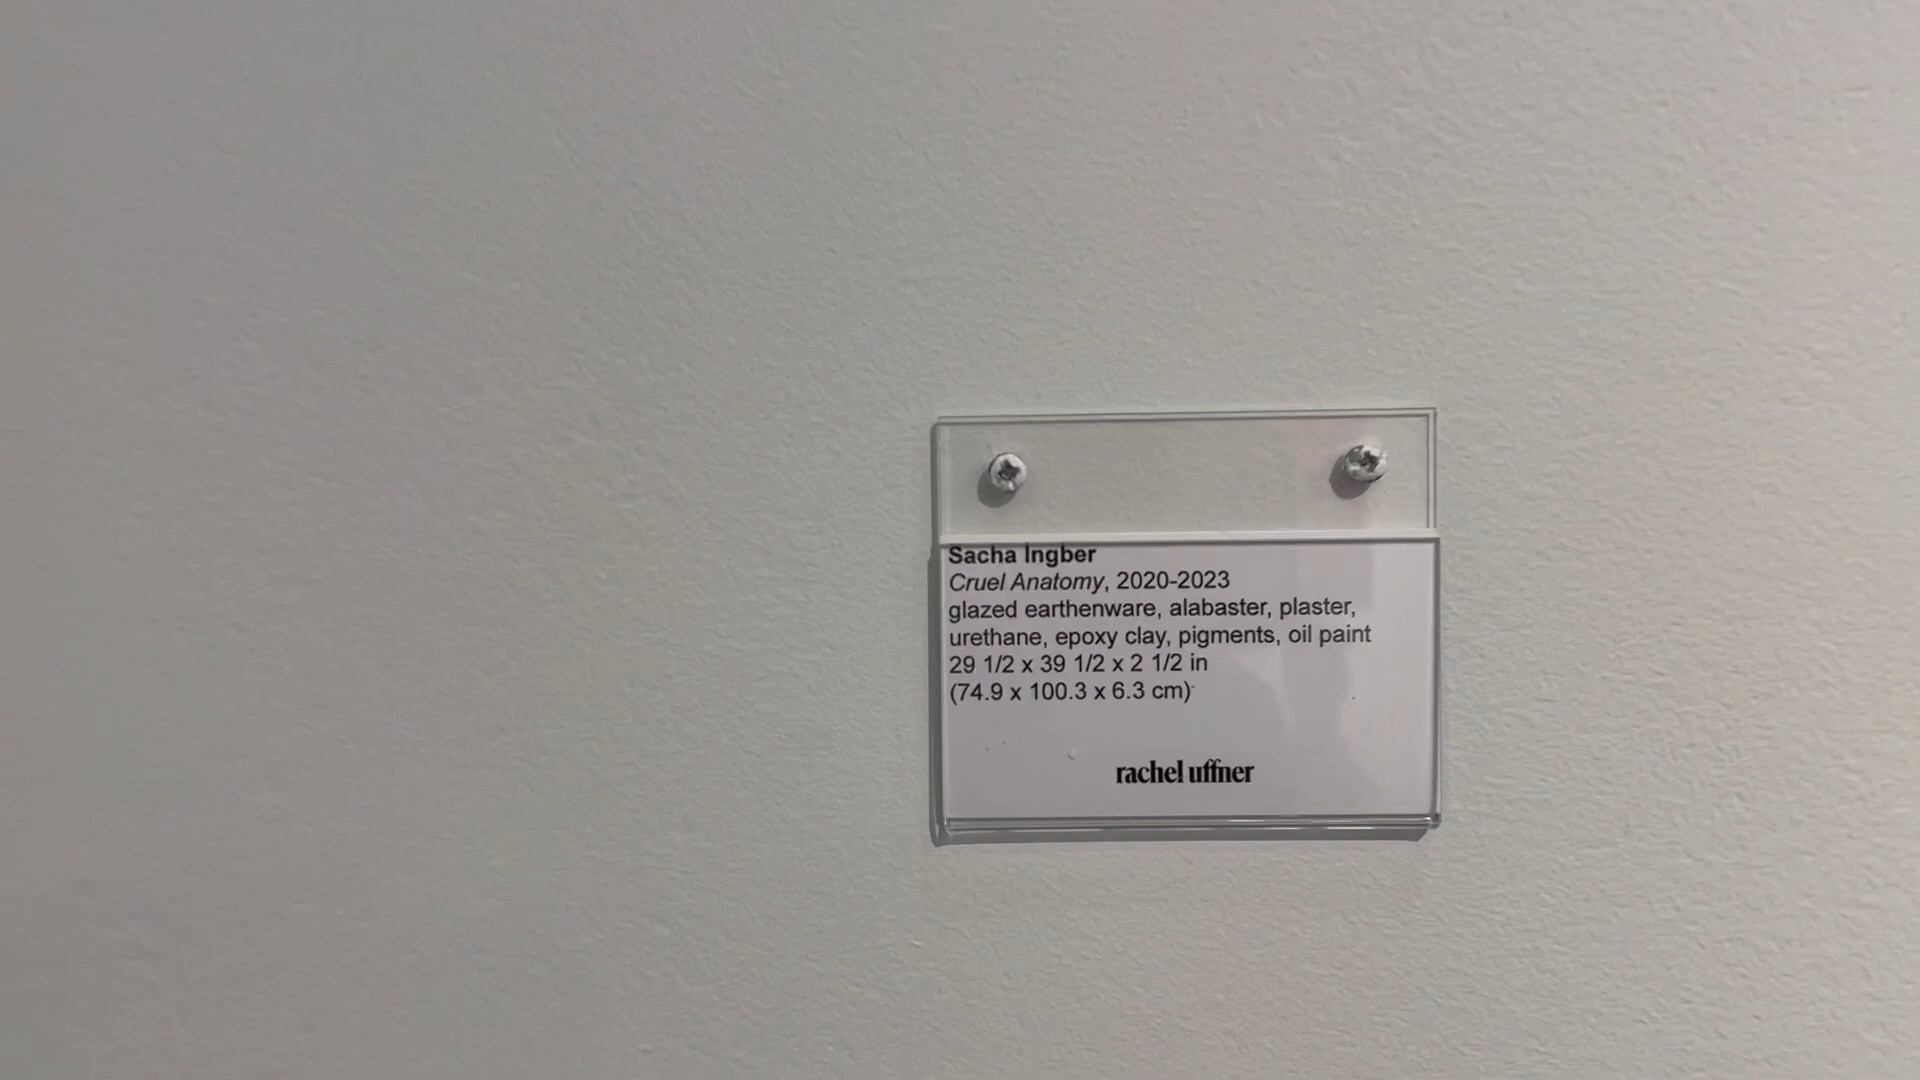 Sacha Ingber
Cruel Anatomy, 2020-2023
glazed earthenware, alabaster, plaster,
urethane, epoxy clay, pigments, oil paint
29 1/2 x 39 1/2 x 2 1/2 in
(74.9 x 100.3 x 6.3 cm)
rachel uffner